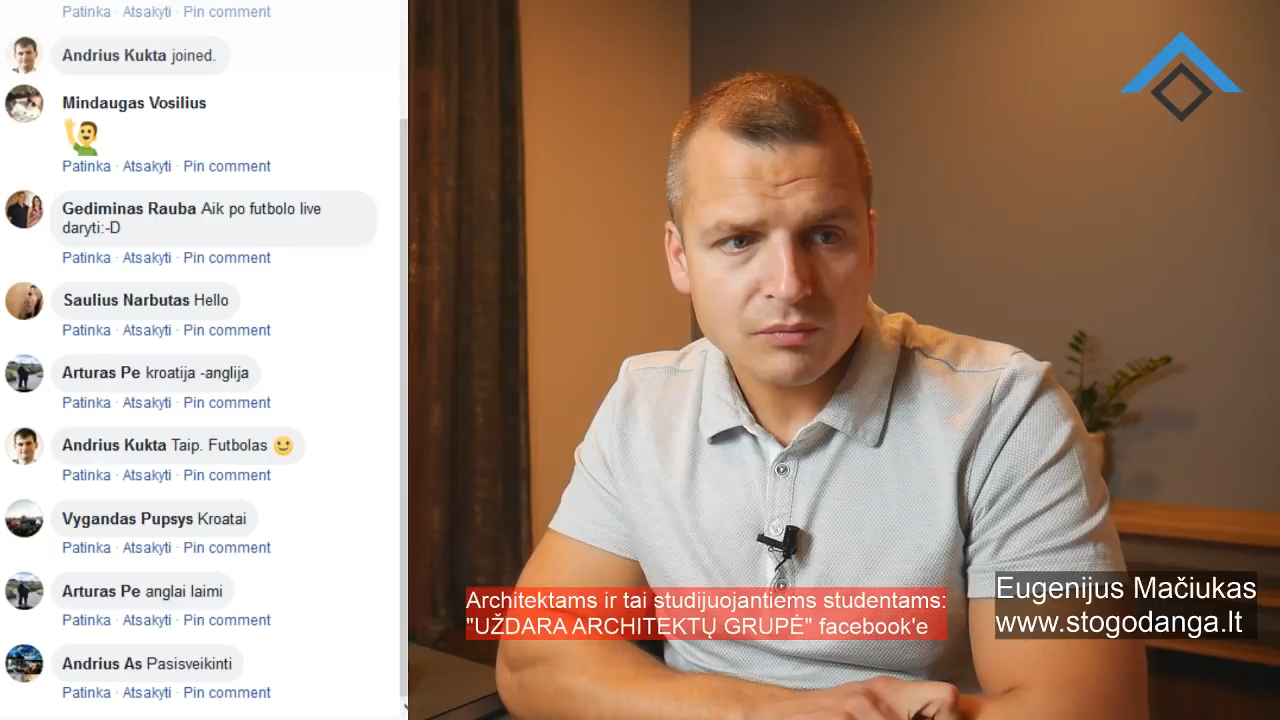 Patinka · Atsakyti · Pin comment
Andrius Kukta joined.
Mindaugas Vosilius
Patinka · Atsakyti · Pin comment
Gediminas Rauba Aik po futbolo live
daryti:-D
Patinka · Atsakyti · Pin comment
Saulius Narbutas Hello
Patinka · Atsakyti · Pin comment
Arturas Pe kroatija -anglija
Patinka · Atsakyti · Pin comment
Andrius Kukta Taip. Futbolas 🙂
Patinka · Atsakyti · Pin comment
Vygandas Pupsys Kroatai
Patinka · Atsakyti · Pin comment
Arturas Pe anglai laimi
Patinka · Atsakyti · Pin comment
Andrius As Pasisveikinti
Patinka · Atsakyti · Pin comment
Architektams ir tai studijuojantiems studentams:
"UŽDARA ARCHITEKTŲ GRUPĖ" facebook'e
Eugenijus Mačiukas
www.stogodanga.lt